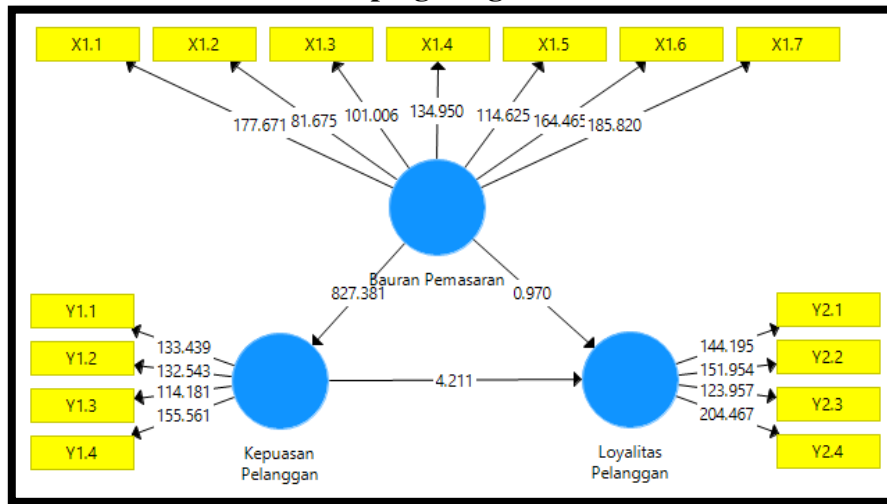 X1.1 X1.2 X1.3 X1.4 X1.5 X1.6 X1.7
177.671 81.675 101.006 134.950 114.625 164.465 185.820
Bauran Pemasaran
827.381 0.970
Y1.1
Y1.2
Y1.3
Y1.4
133.439
132.543
114.181
155.561
4.211
144.195
151.954
123.957
204.467
Y2.1
Y2.2
Y2.3
Y2.4
Kepuasan
Pelanggan
Loyalitas
Pelanggan